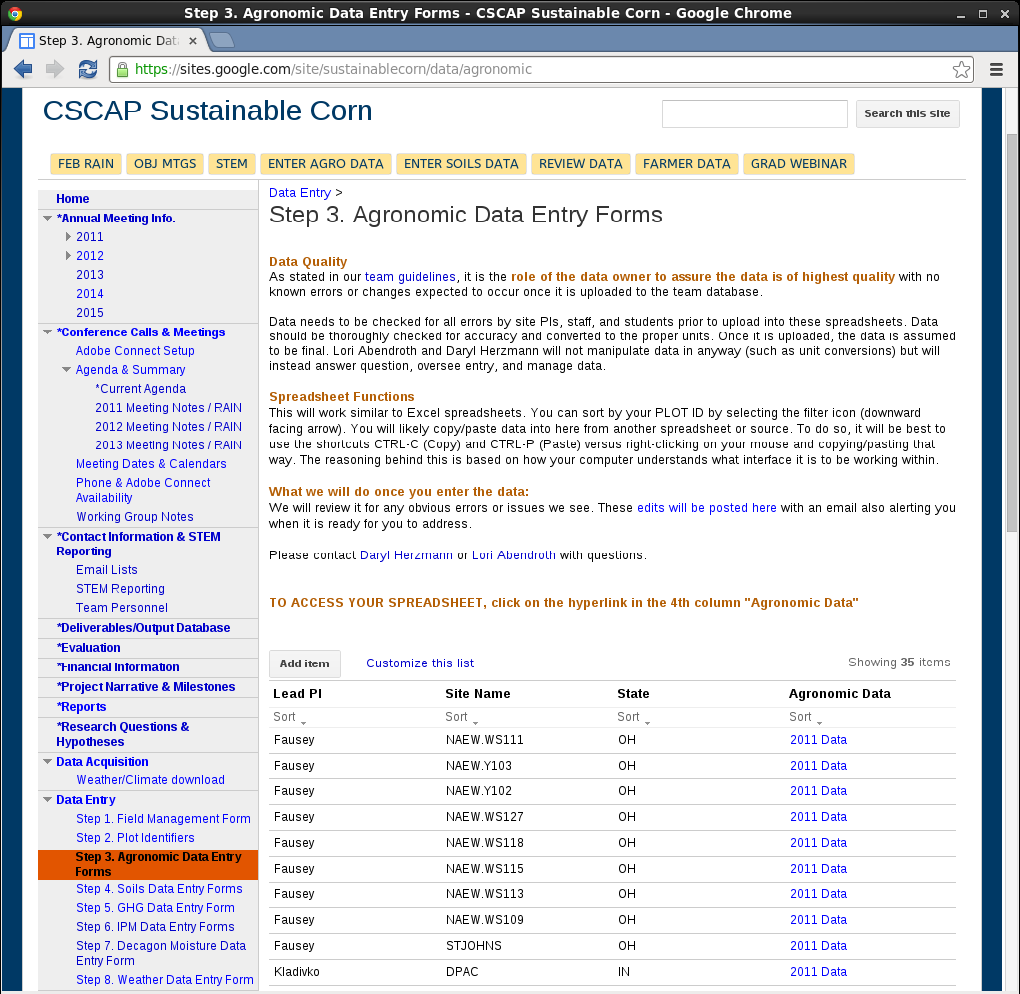 Step 3. Agronomic Data Entry Forms - CSCAP Sustainable Corn - Google Chrome
Step 3. Agronomic Dat
https://sites.google.com/site/sustainablecorn/data/agronomic
CSCAP Sustainable Corn
Search this site
FEB RAIN OBJ MTGS STEM ENTER AGRO DATA ENTER SOILS DATA REVIEW DATA FARMER DATA GRAD WEBINAR
Home
*Annual Meeting Info.
2011
2012
2013
2014
2015
*Conference Calls & Meetings
Adobe Connect Setup
Agenda & Summary
*Current Agenda
2011 Meeting Notes / RAIN
2012 Meeting Notes / RAIN
2013 Meeting Notes / RAIN
Meeting Dates & Calendars
Phone & Adobe Connect
Availability
Working Group Notes
*Contact Information & STEM
Reporting
Email Lists
STEM Reporting
Team Personnel
*Deliverables/Output Database
*Evaluation
*Financial Information
*Project Narrative & Milestones
*Reports
*Research Questions &
Hypotheses
Data Acquisition
Weather/Climate download
Data Entry
Step 1. Field Management Form
Step 2. Plot Identifiers
Step 3. Agronomic Data Entry
Forms
Step 4. Soils Data Entry Forms
Step 5. GHG Data Entry Form
Step 6. IPM Data Entry Forms
Step 7. Decagon Moisture Data
Entry Form
Step 8. Weather Data Entry Form
Data Entry >
Step 3. Agronomic Data Entry Forms
Data Quality
As stated in our team guidelines, it is the role of the data owner to assure the data is of highest quality with no
known errors or changes expected to occur once it is uploaded to the team database.
Data needs to be checked for all errors by site PIs, staff, and students prior to upload into these spreadsheets. Data
should be thoroughly checked for accuracy and converted to the proper units. Once it is uploaded, the data is assumed
to be final. Lori Abendroth and Daryl Herzmann will not manipulate data in anyway (such as unit conversions) but will
instead answer question, oversee entry, and manage data.
Spreadsheet Functions
This will work similar to Excel spreadsheets. You can sort by your PLOT ID by selecting the filter icon (downward
facing arrow). You will likely copy/paste data into here from another spreadsheet or source. To do so, it will be best to
use the shortcuts CTRL-C (Copy) and CTRL-P (Paste) versus right-clicking on your mouse and copying/pasting that
way. The reasoning behind this is based on how your computer understands what interface it is to be working within.
What we will do once you enter the data:
We will review it for any obvious errors or issues we see. These edits will be posted here with an email also alerting you
when it is ready for you to address.
Please contact Daryl Herzmann or Lori Abendroth with questions.
TO ACCESS YOUR SPREADSHEET, click on the hyperlink in the 4th column "Agronomic Data"
Add item Customize this list Showing 35 items
Lead PI Site Name State Agronomic Data
Sort Sort Sort Sort
Fausey NAEW.WS111 OH 2011 Data
Fausey NAEW.Y103 OH 2011 Data
Fausey NAEW.Y102 OH 2011 Data
Fausey NAEW.WS127 OH 2011 Data
Fausey NAEW.WS118 OH 2011 Data
Fausey NAEW.WS115 OH 2011 Data
Fausey NAEW.WS113 OH 2011 Data
Fausey NAEW.WS109 OH 2011 Data
Fausey STJOHNS OH 2011 Data
Kladivko DPAC IN 2011 Data